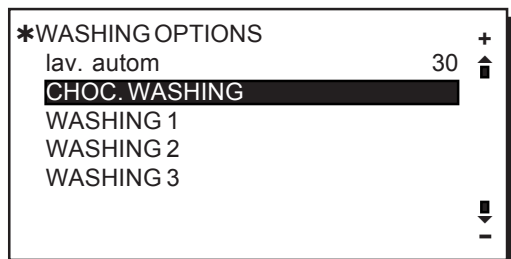 ✱WASHING OPTIONS +
lav. autom 30
CHOC. WASHING
WASHING 1
WASHING 2
WASHING 3
–